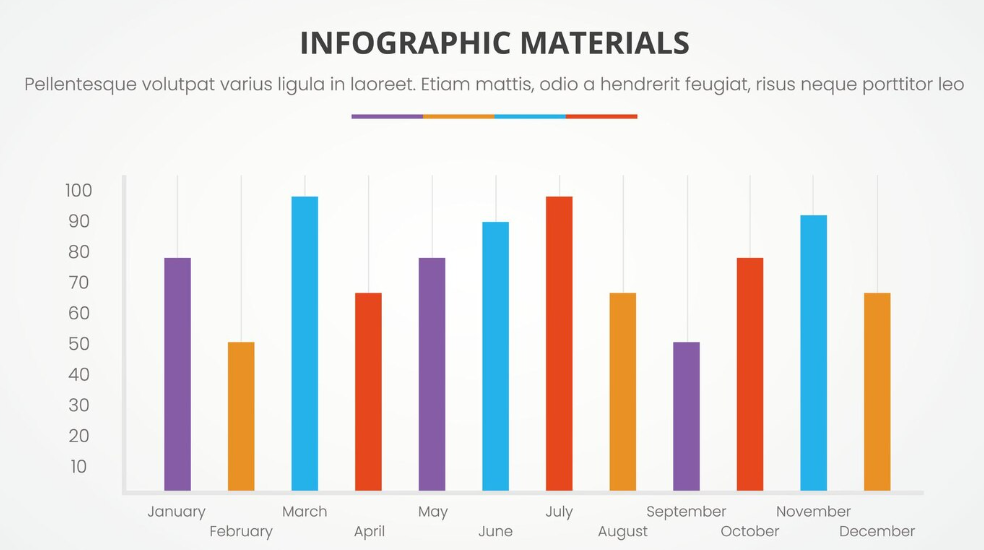 INFOGRAPHIC MATERIALS
Pellentesque volutpat varius ligula in laoreet. Etiam mattis, odio a hendrerit feugiat, risus neque porttitor leo
100
90
80
70
60
50
40
30
20
10
January
February
March
April
May
June
July
August
September
October
November
December